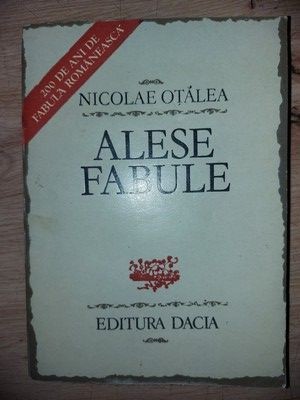 200 DE ANI DE
FABULA ROMÂNEASCĂ
NICOLAE OȚĂLEA
ALESE
FABULE
EDITURA DACIA